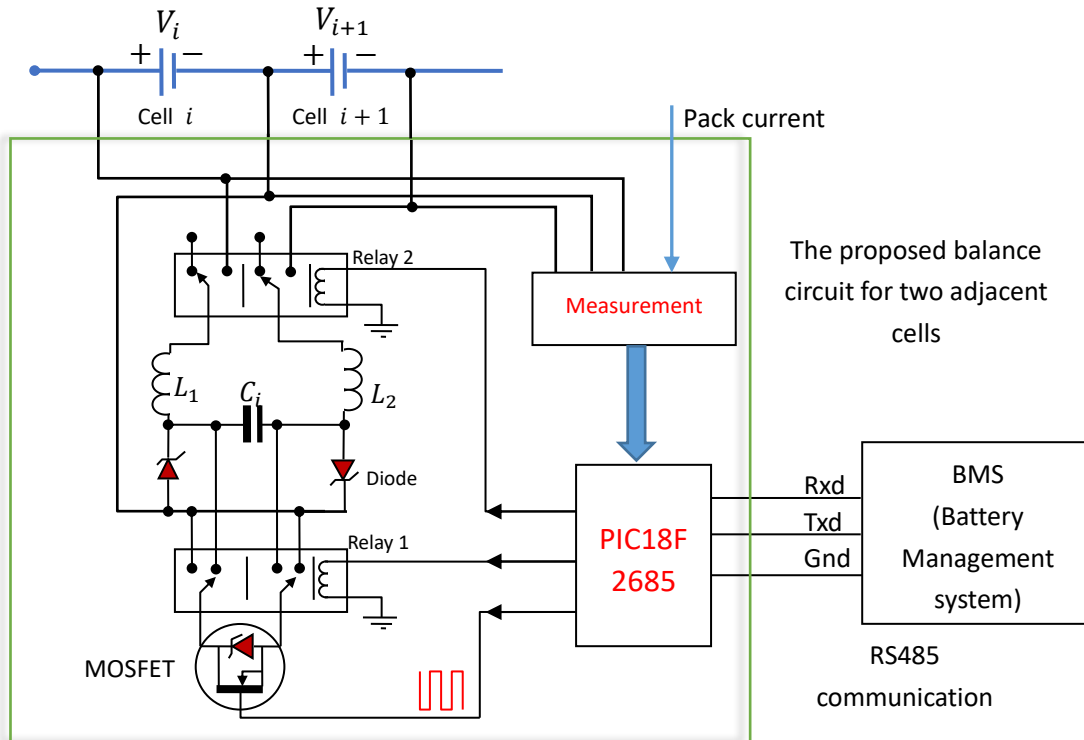 V_i
V_{i+1}
+ −
+ −
Cell i
Cell i + 1
Pack current
Relay 2
Measurement
The proposed balance
circuit for two adjacent
cells
L_1
C_i
L_2
Diode
Relay 1
PIC18F
2685
Rxd
Txd
Gnd
BMS
(Battery
Management
system)
MOSFET
RS485
communication